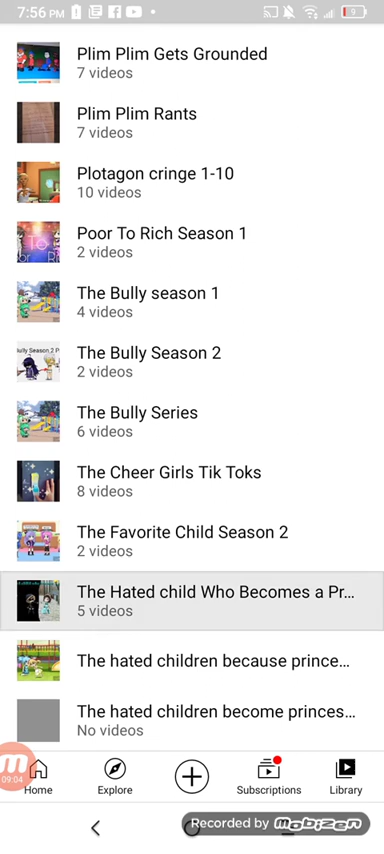 7:56 PM
9
Plim Plim Gets Grounded
7 videos
Plim Plim Rants
7 videos
Plotagon cringe 1-10
10 videos
Poor To Rich Season 1
2 videos
The Bully season 1
4 videos
The Bully Season 2
2 videos
The Bully Series
6 videos
The Cheer Girls Tik Toks
8 videos
The Favorite Child Season 2
2 videos
The Hated child Who Becomes a Pr...
5 videos
The hated children because prince...
The hated children become princes...
No videos
09:04
Home
Explore
Subscriptions
Library
Recorded by Mobizen